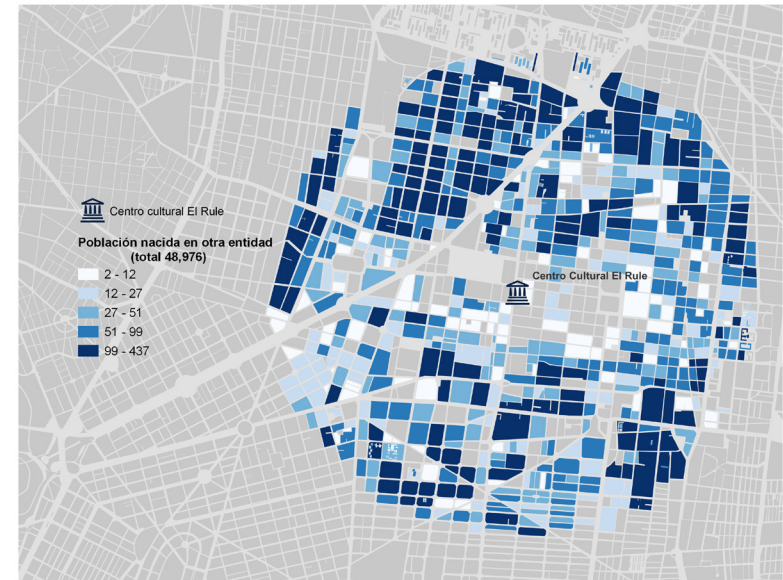 Centro cultural El Rule
Población nacida en otra entidad
(total 48,976)
2 - 12
12 - 27
27 - 51
51 - 99
99 - 437
Centro Cultural El Rule